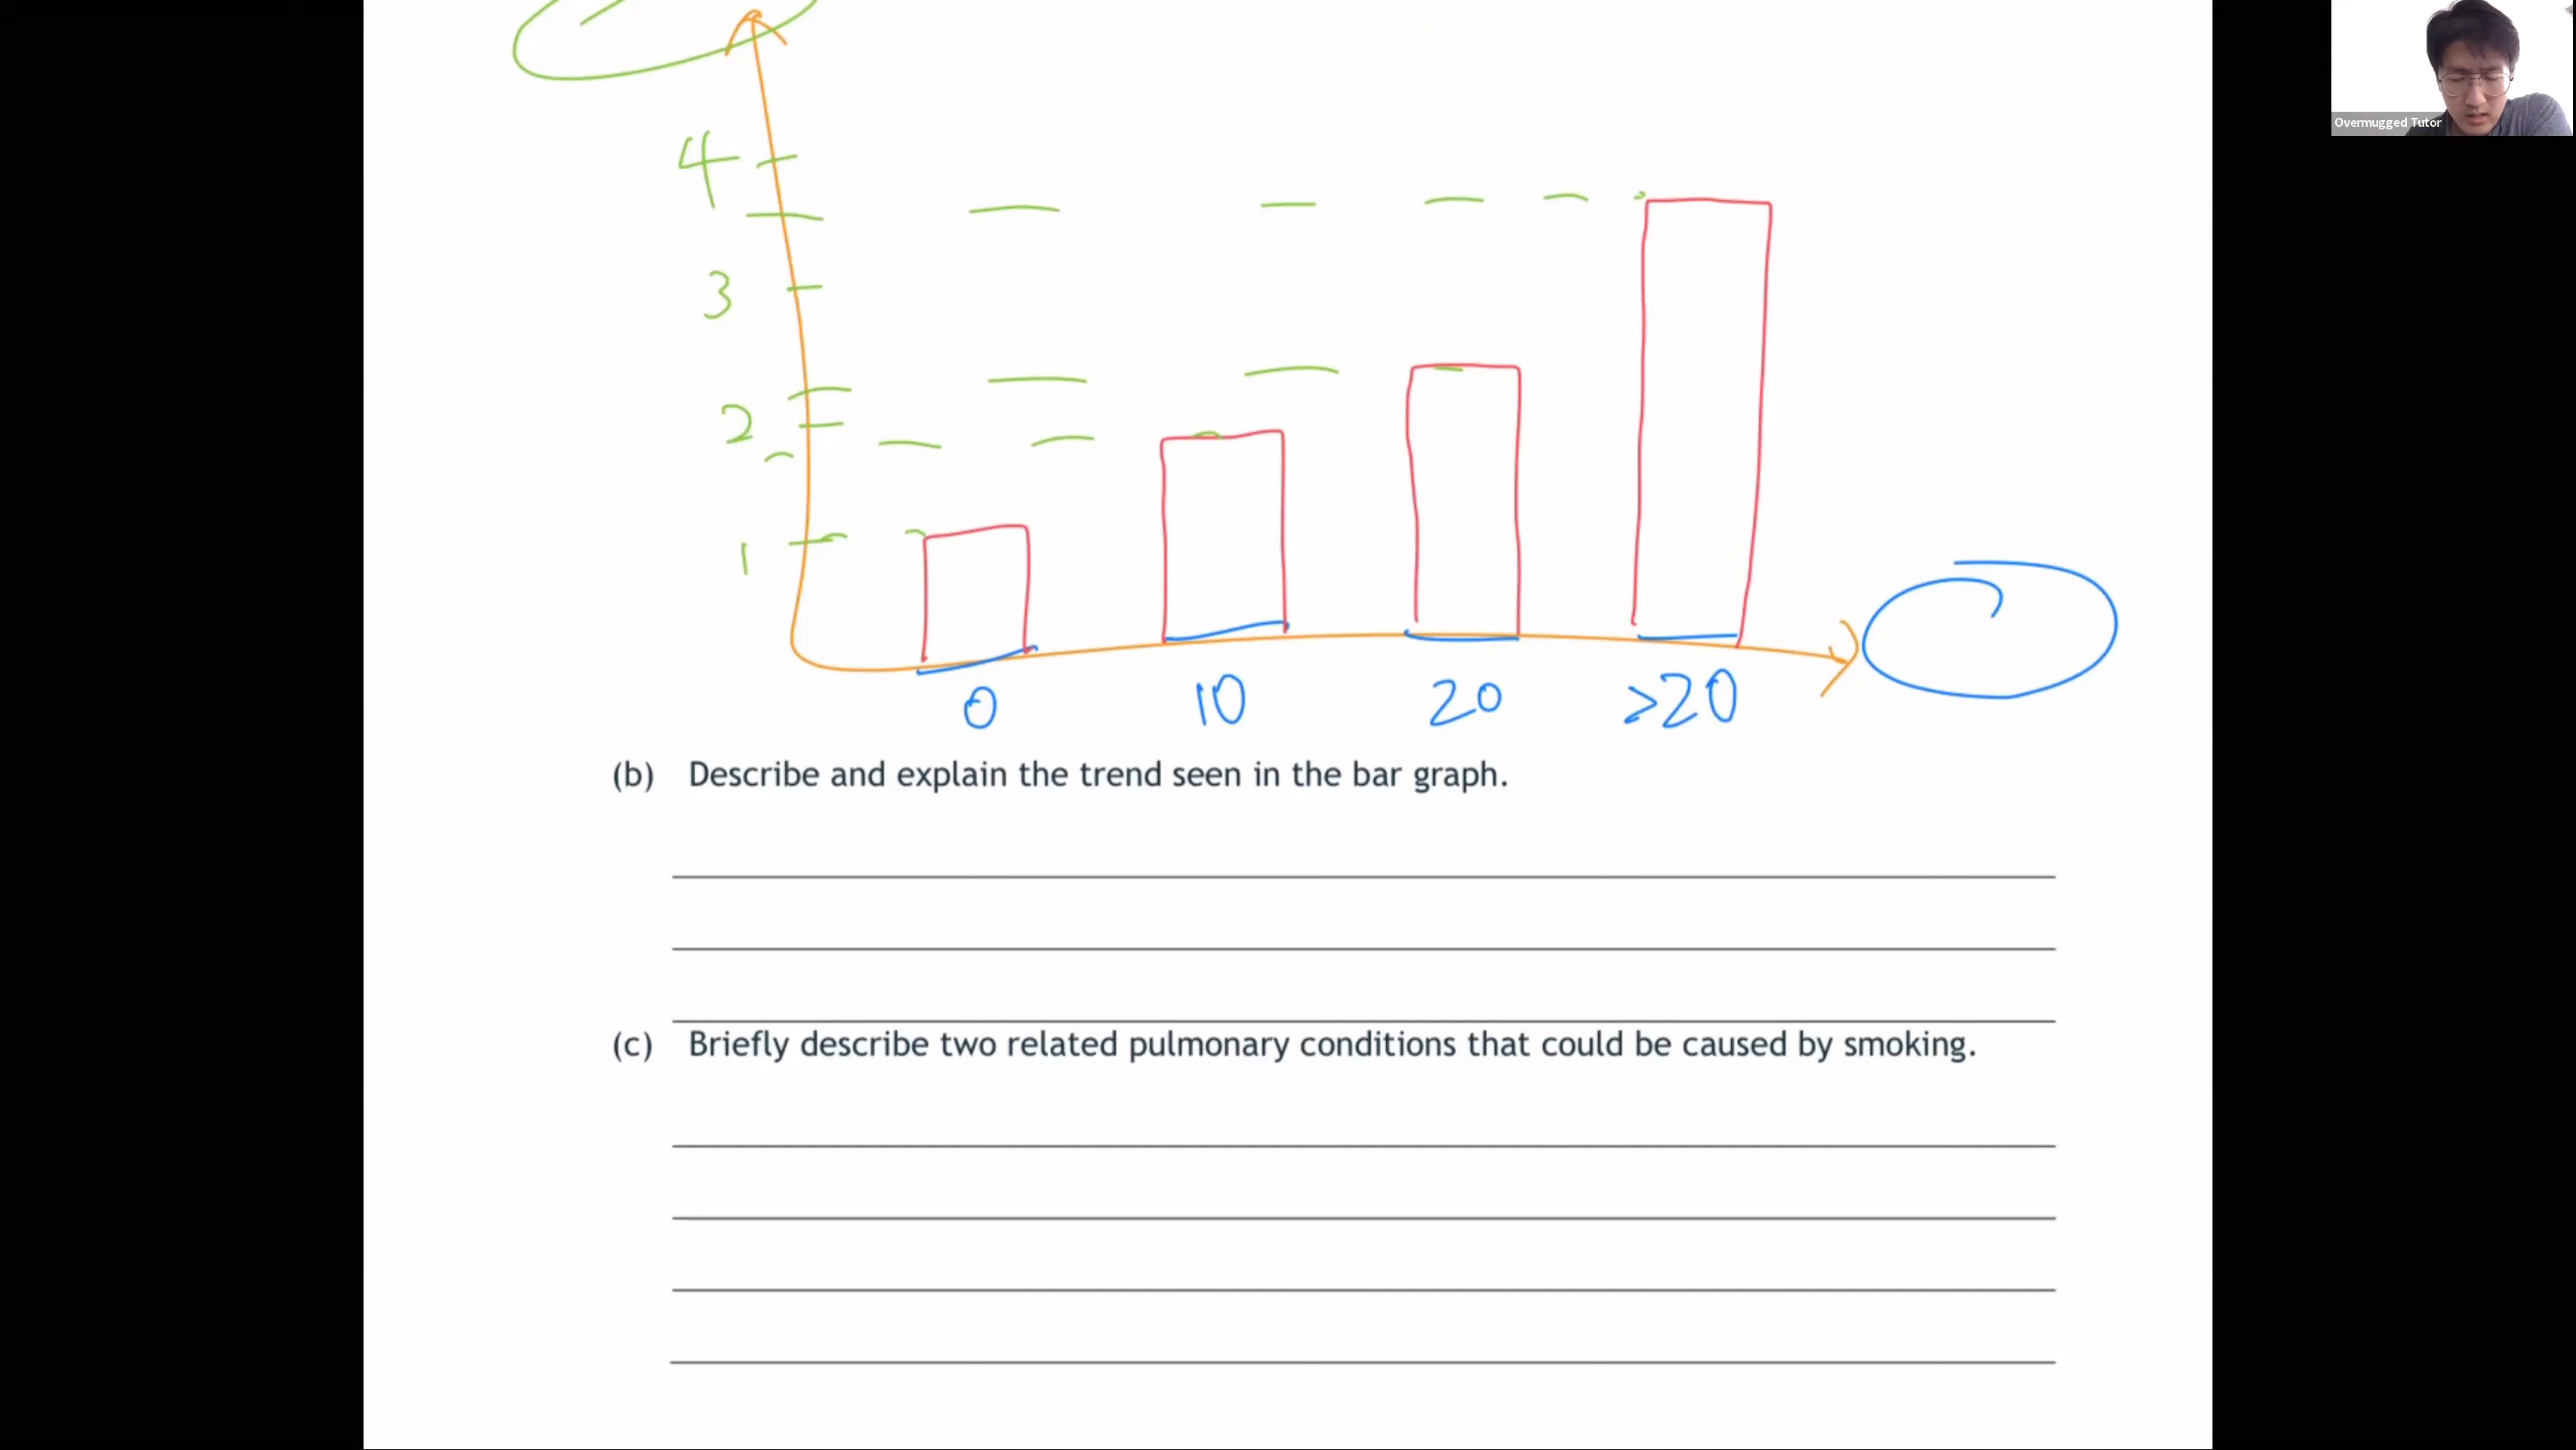 Overmugged Tutor
4
3
2
1
0 10 20 >20
(b) Describe and explain the trend seen in the bar graph.
(c) Briefly describe two related pulmonary conditions that could be caused by smoking.